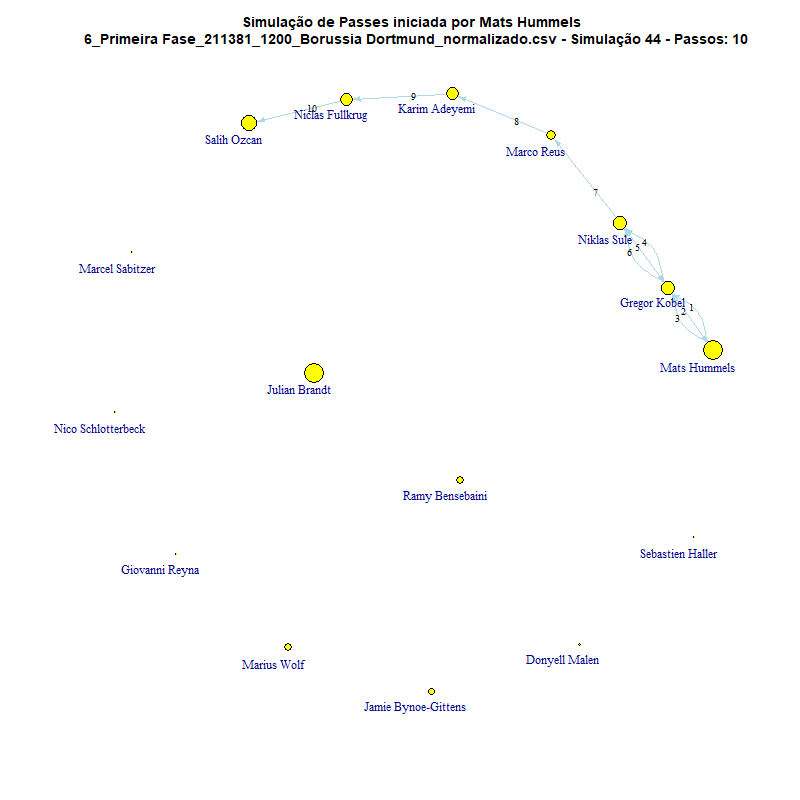 Simulação de Passes iniciada por Mats Hummels
6_Primeira Fase_211381_1200_Borussia Dortmund_normalizado.csv - Simulação 44 - Passos: 10
10
9
Niclas Fullkrug
Karim Adeyemi
Salih Ozcan
8
Marco Reus
7
Niklas Sule
4
5
6
Marcel Sabitzer
Gregor Kobel
1
2
3
Mats Hummels
Julian Brandt
Nico Schlotterbeck
Ramy Bensebaini
Sebastien Haller
Giovanni Reyna
Marius Wolf
Donyell Malen
Jamie Bynoe-Gittens